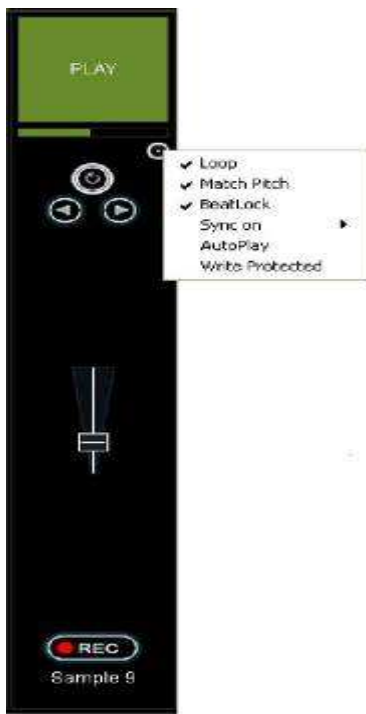 PLAY
Loop
Match Pitch
BeatLock
Sync on
AutoPlay
Write Protected
REC
Sample 9